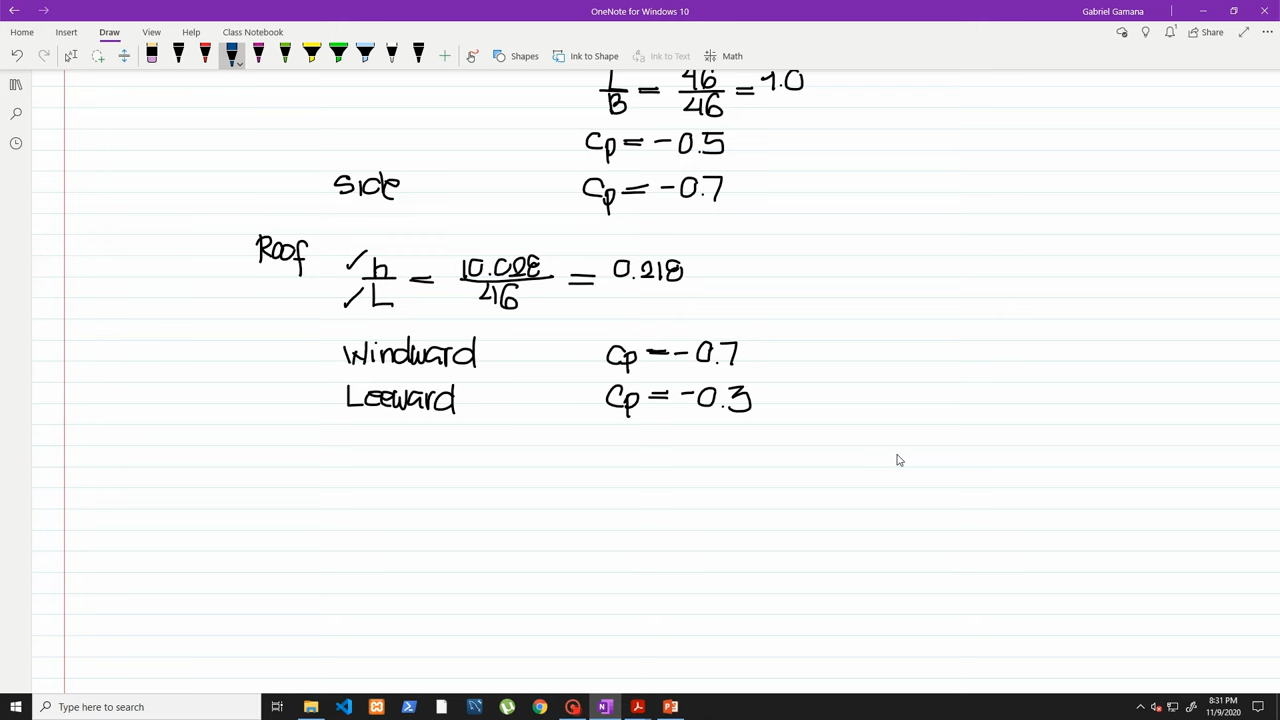 OneNote for Windows 10
Gabriel Gamana
Home Insert Draw View Help Class Notebook
Share
Shapes Ink to Shape Ink to Text Math
L/B = 46/46 = 1.0
Cp = -0.5
Side Cp = -0.7
Roof ✓h/✓L = 10.028/46 = 0.218
Windward Cp = -0.7
Leeward Cp = -0.3
Type here to search
8:31 PM
11/9/2020